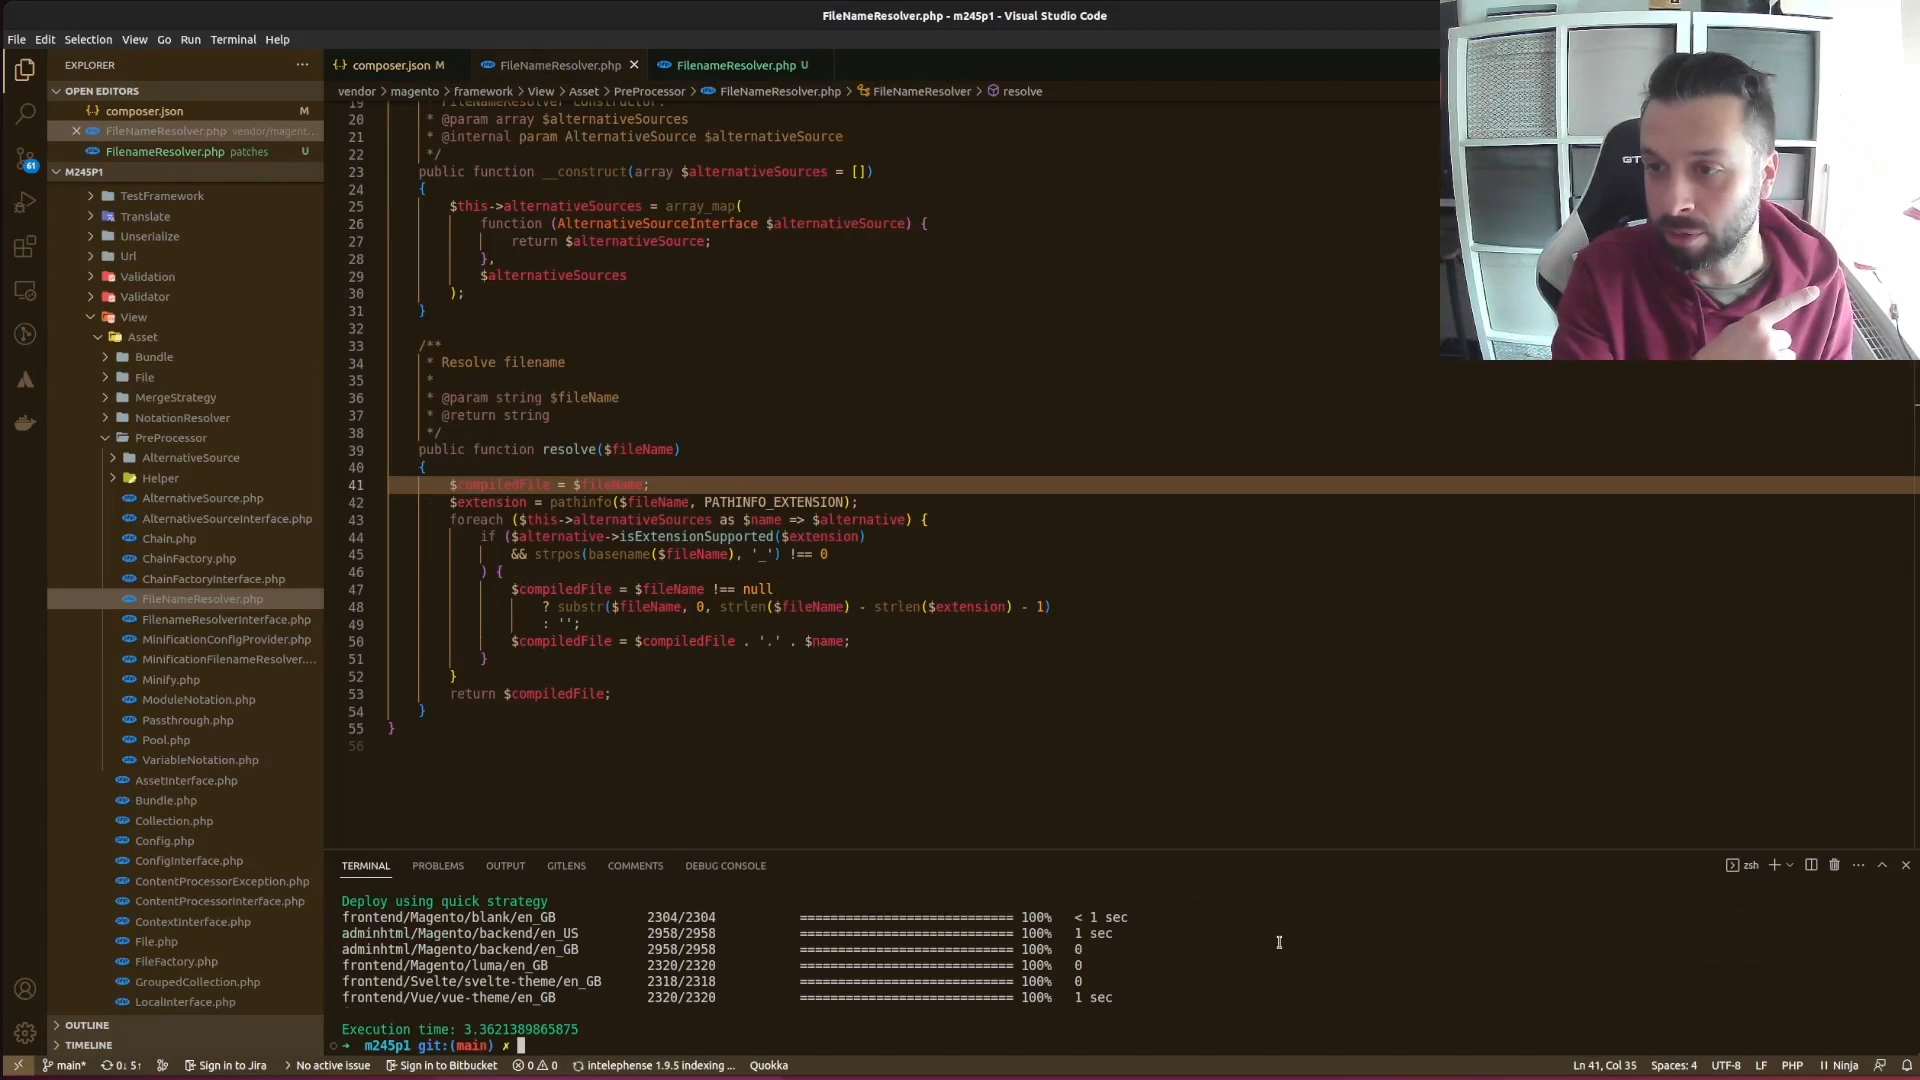 FileNameResolver.php - m245p1 - Visual Studio Code
File Edit Selection View Go Run Terminal Help
EXPLORER
OPEN EDITORS
composer.json M
FileNameResolver.php vendor/magent...
FilenameResolver.php patches U
M245P1
TestFramework
Translate
Unserialize
Url
Validation
Validator
View
Asset
Bundle
File
MergeStrategy
NotationResolver
PreProcessor
AlternativeSource
Helper
AlternativeSource.php
AlternativeSourceInterface.php
Chain.php
ChainFactory.php
ChainFactoryInterface.php
FileNameResolver.php
FilenameResolverInterface.php
MinificationConfigProvider.php
MinificationFilenameResolver....
Minify.php
ModuleNotation.php
Passthrough.php
Pool.php
VariableNotation.php
AssetInterface.php
Bundle.php
Collection.php
Config.php
ConfigInterface.php
ContentProcessorException.php
ContentProcessorInterface.php
ContextInterface.php
File.php
FileFactory.php
GroupedCollection.php
LocalInterface.php
OUTLINE
TIMELINE
61
composer.json M FileNameResolver.php FilenameResolver.php U
vendor > magento > framework > View > Asset > PreProcessor > FileNameResolver.php > FileNameResolver > resolve
19 * FileNameResolver constructor.
20 * @param array $alternativeSources
21 * @internal param AlternativeSource $alternativeSource
22 */
23 public function __construct(array $alternativeSources = [])
24 {
25 $this->alternativeSources = array_map(
26 function (AlternativeSourceInterface $alternativeSource) {
27 return $alternativeSource;
28 },
29 $alternativeSources
30 );
31 }
32
33 /**
34 * Resolve filename
35 *
36 * @param string $fileName
37 * @return string
38 */
39 public function resolve($fileName)
40 {
41 $compiledFile = $fileName;
42 $extension = pathinfo($fileName, PATHINFO_EXTENSION);
43 foreach ($this->alternativeSources as $name => $alternative) {
44 if ($alternative->isExtensionSupported($extension)
45 && strpos(basename($fileName), '_') !== 0
46 ) {
47 $compiledFile = $fileName !== null
48 ? substr($fileName, 0, strlen($fileName) - strlen($extension) - 1)
49 : '';
50 $compiledFile = $compiledFile . '.' . $name;
51 }
52 }
53 return $compiledFile;
54 }
55 }
56
GT
TERMINAL PROBLEMS OUTPUT GITLENS COMMENTS DEBUG CONSOLE zsh
Deploy using quick strategy
frontend/Magento/blank/en_GB 2304/2304 ============================ 100% < 1 sec
adminhtml/Magento/backend/en_US 2958/2958 ============================ 100% 1 sec
adminhtml/Magento/backend/en_GB 2958/2958 ============================ 100% 0
frontend/Magento/luma/en_GB 2320/2320 ============================ 100% 0
frontend/Svelte/svelte-theme/en_GB 2318/2318 ============================ 100% 0
frontend/Vue/vue-theme/en_GB 2320/2320 ============================ 100% 1 sec
Execution time: 3.3621389865875
➜ m245p1 git:(main) ✗
main* 0↓ 5↑ Sign in to Jira No active issue Sign in to Bitbucket 0 0 intelephense 1.9.5 indexing ... Quokka Ln 41, Col 35 Spaces: 4 UTF-8 LF PHP Ninja